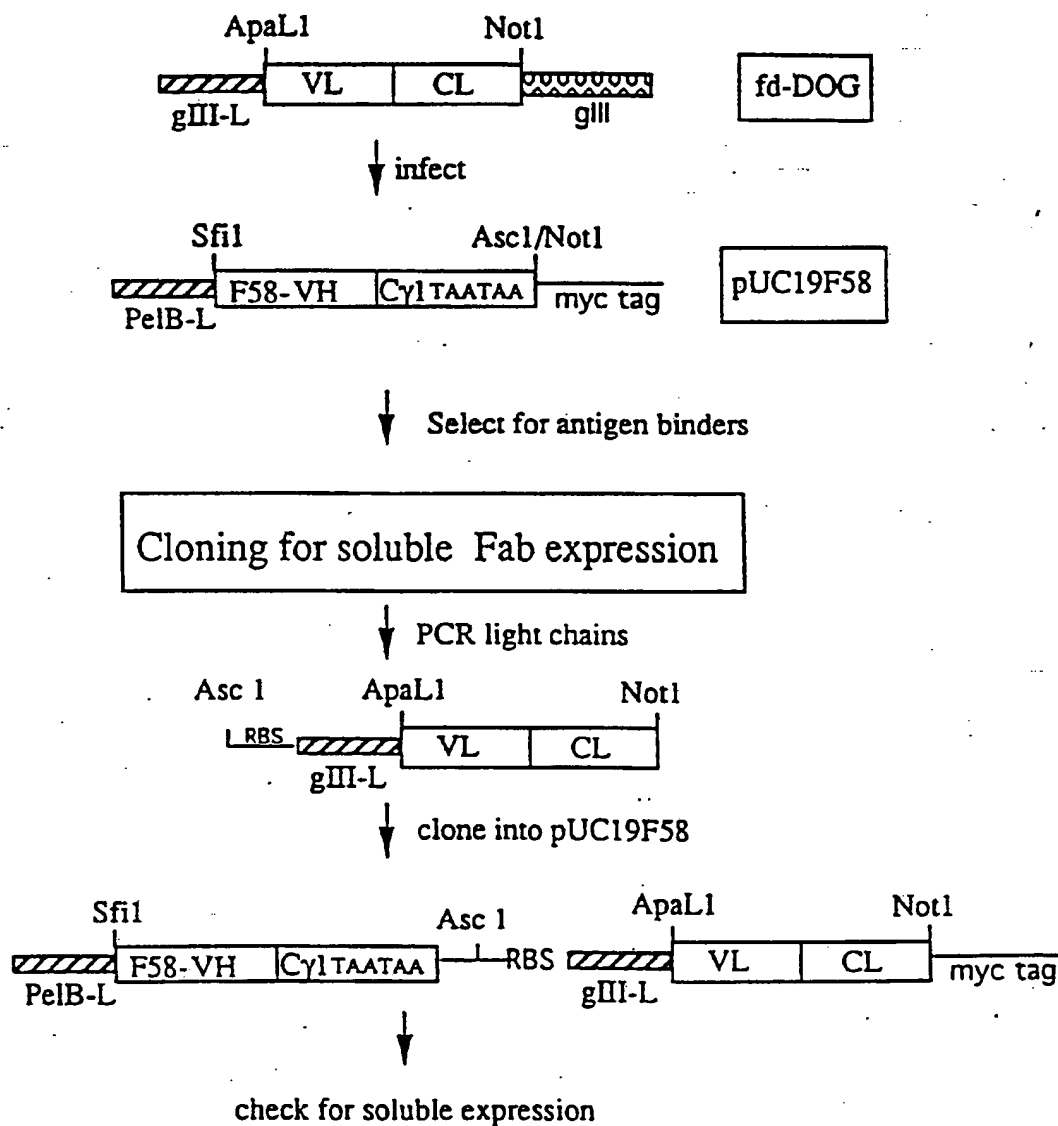 ApaL1 Not1
VL CL
gIII-L gIII
fd-DOG
infect
Sfi1 Asc1/Not1
F58-VH Cγ1 TAATAA
PelB-L myc tag
pUC19F58
Select for antigen binders
Cloning for soluble Fab expression
PCR light chains
Asc 1 ApaL1 Not1
RBS VL CL
gIII-L
clone into pUC19F58
Sfi1 Asc 1 ApaL1 Not1
F58-VH Cγ1 TAATAA RBS VL CL
PelB-L gIII-L myc tag
check for soluble expression